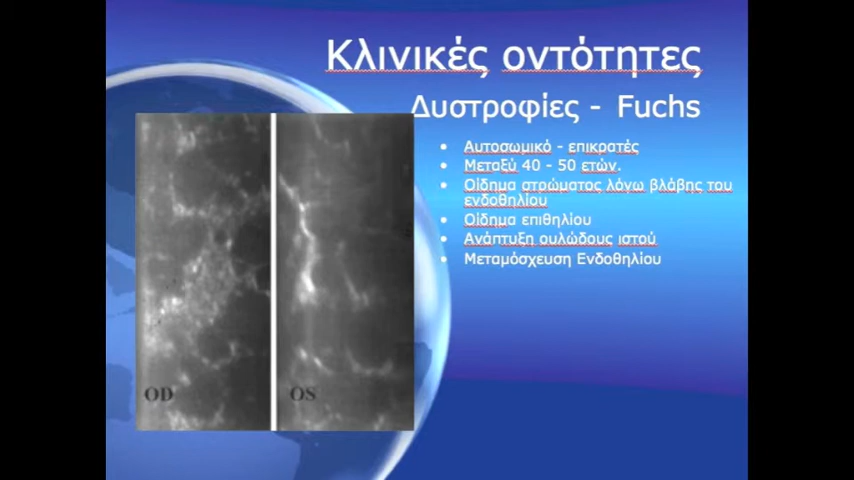 Κλινικές οντότητες
Δυστροφίες - Fuchs
• Αυτοσωμικό - επικρατές
• Μεταξύ 40 - 50 ετών.
• Οίδημα στρώματος λόγω βλάβης του
ενδοθηλίου
• Οίδημα επιθηλίου
• Ανάπτυξη ουλώδους ιστού
• Μεταμόσχευση Ενδοθηλίου
OD
OS